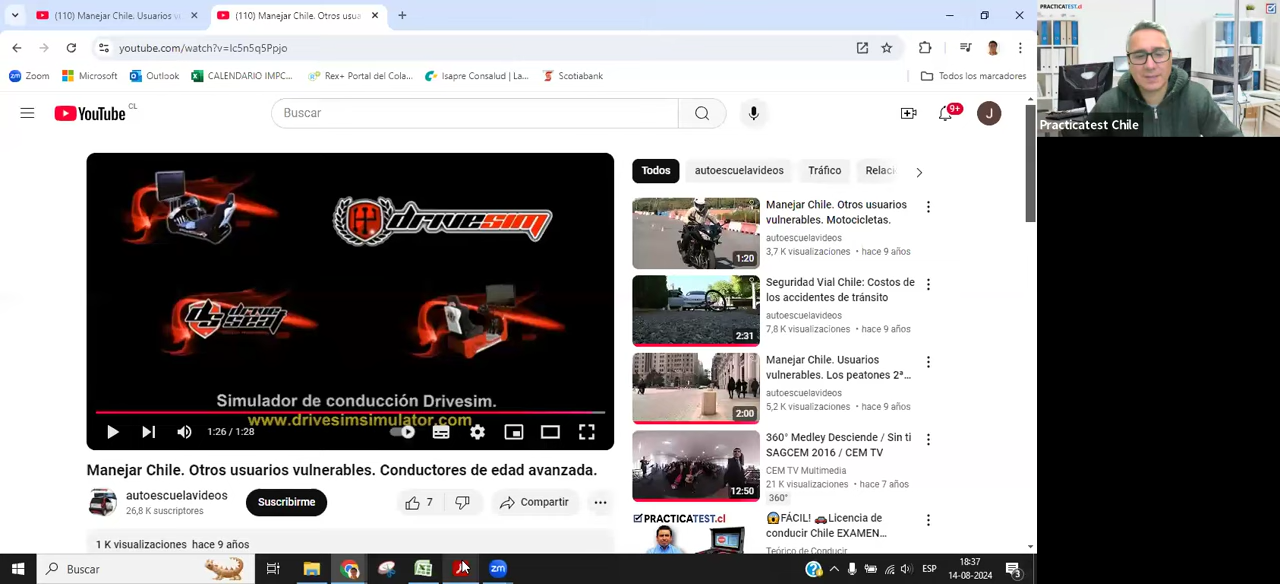 (110) Manejar Chile. Usuarios v
(110) Manejar Chile. Otros usua
youtube.com/watch?v=Ic5n5q5Ppjo
Zoom
Microsoft
Outlook
CALENDARIO IMPC...
Rex+ Portal del Cola...
Isapre Consalud | La...
Scotiabank
Todos los marcadores
PRACTICATEST.cl
Practicatest Chile
YouTube CL
Buscar
9+
J
DRIVESIM
Simulador de conducción Drivesim.
www.drivesimsimulator.com
1:26 / 1:28
Manejar Chile. Otros usuarios vulnerables. Conductores de edad avanzada.
autoescuelavideos
26,8 K suscriptores
Suscribirme
7
Compartir
1 K visualizaciones hace 9 años
Todos
autoescuelavideos
Tráfico
Relaci
Manejar Chile. Otros usuarios
vulnerables. Motocicletas.
autoescuelavideos
3,7 K visualizaciones • hace 9 años
1:20
Seguridad Vial Chile: Costos de
los accidentes de tránsito
autoescuelavideos
7,8 K visualizaciones • hace 9 años
2:31
Manejar Chile. Usuarios
vulnerables. Los peatones 2ª...
autoescuelavideos
5,2 K visualizaciones • hace 9 años
2:00
360° Medley Desciende / Sin ti
SAGCEM 2016 / CEM TV
CEM TV Multimedia
21 K visualizaciones • hace 7 años
360°
12:50
PRACTICATEST.cl
😱FÁCIL! 🚗Licencia de
conducir Chile EXAMEN...
Teórico de Conducir
Buscar
ESP
18:37
14-08-2024
3